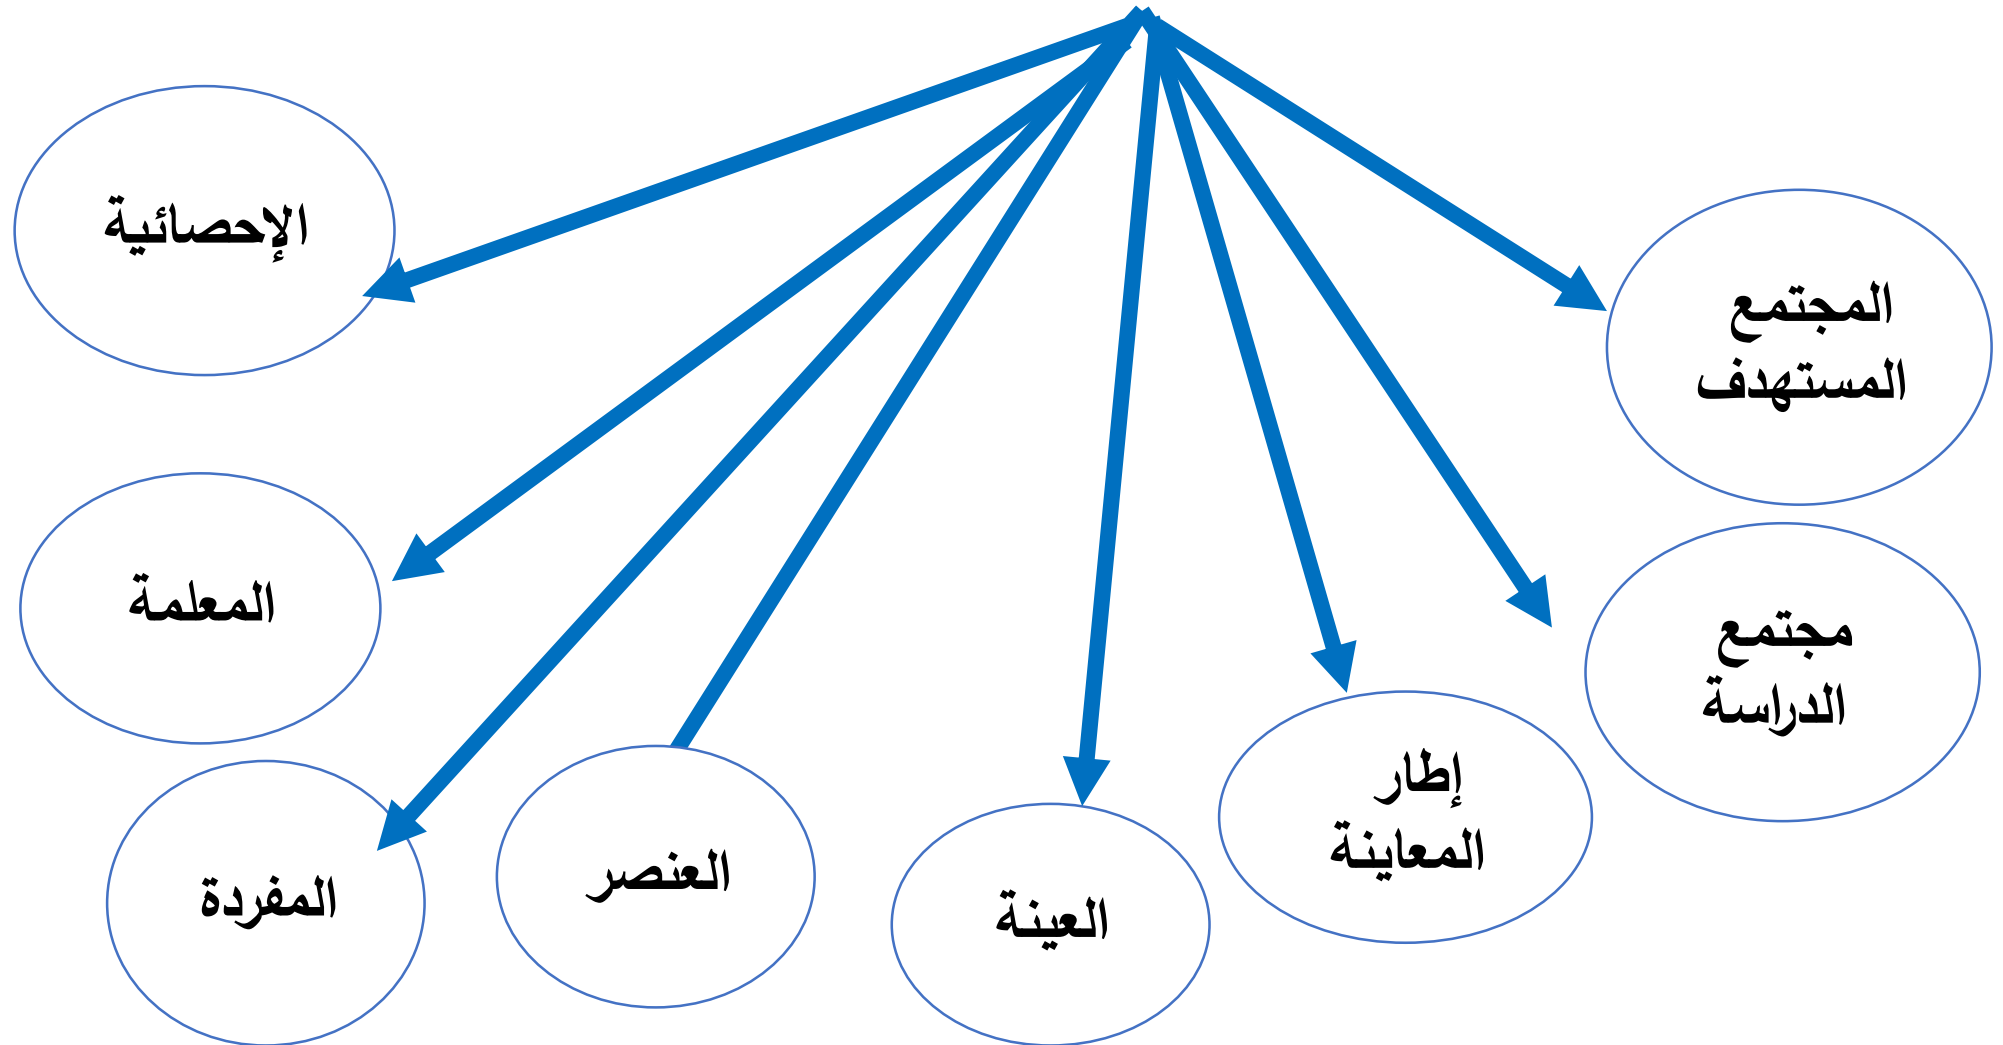 المجتمع
المستهدف
مجتمع
الدراسة
إطار
المعاينة
العينة
العنصر
المفردة
المعلمة
الإحصائية